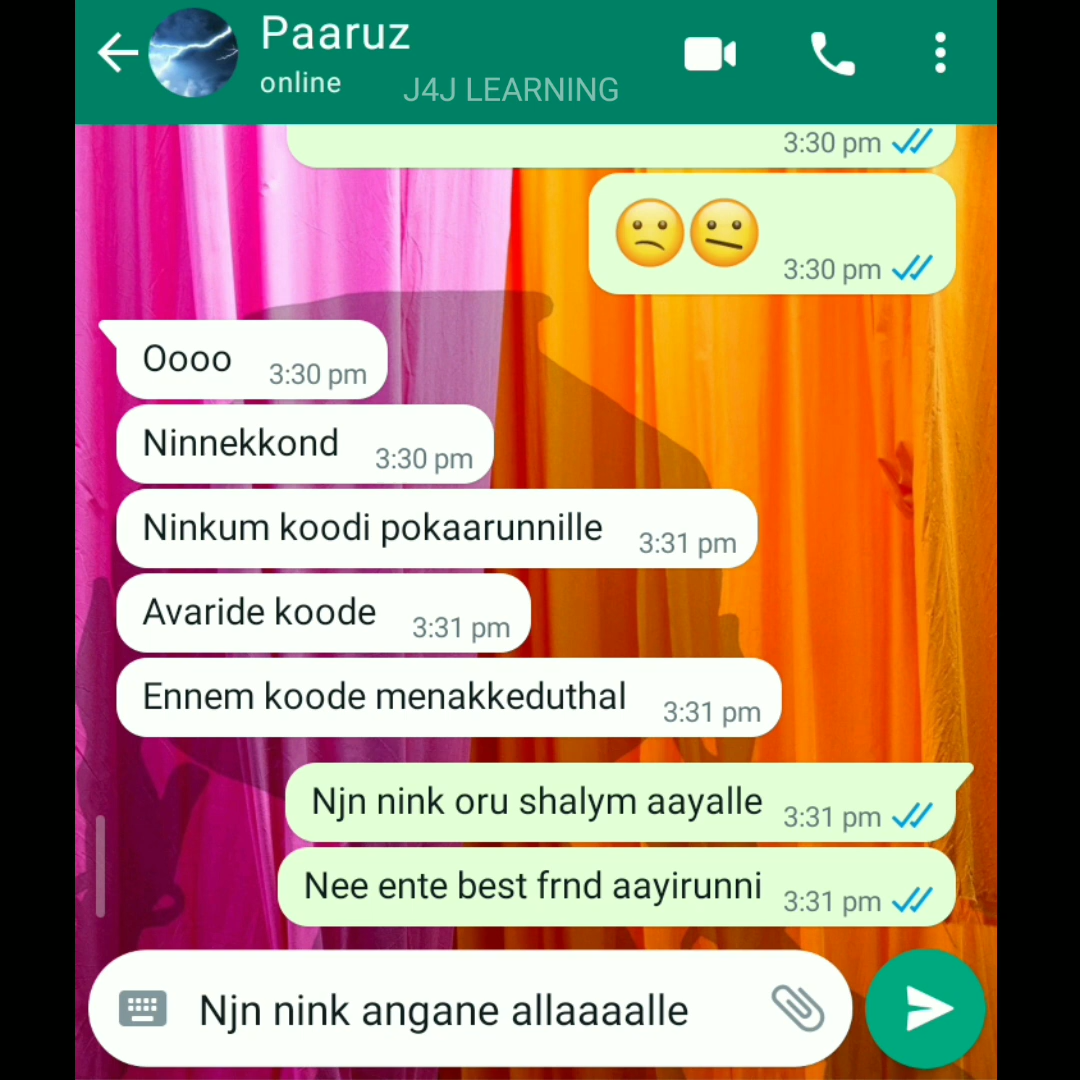 Paaruz
online
J4J LEARNING
3:30 pm
😕😐 3:30 pm
Oooo 3:30 pm
Ninnekkond 3:30 pm
Ninkum koodi pokaarunnille 3:31 pm
Avaride koode 3:31 pm
Ennem koode menakkeduthal 3:31 pm
Njn nink oru shalym aayalle 3:31 pm
Nee ente best frnd aayirunni 3:31 pm
Njn nink angane allaaaalle